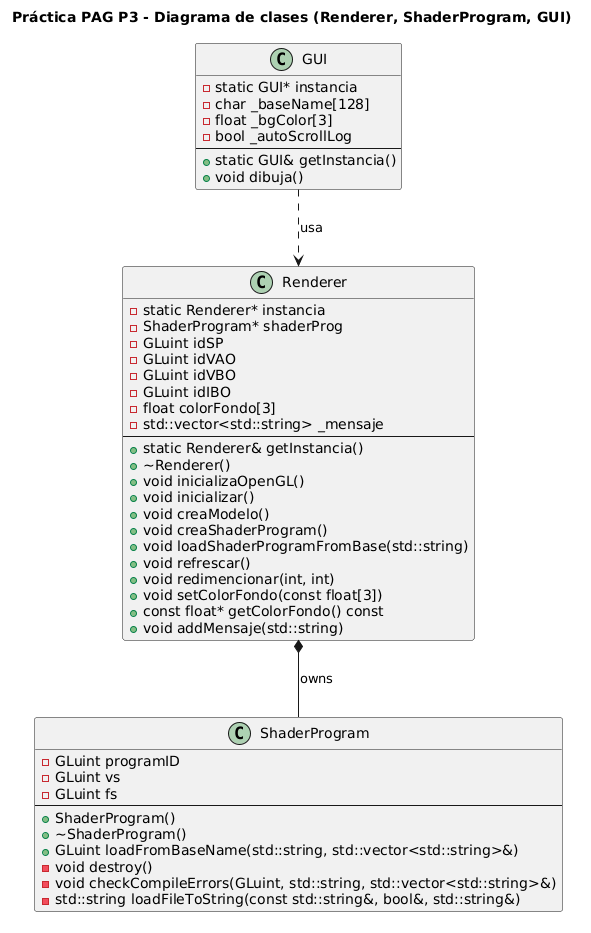 Práctica PAG P3 - Diagrama de clases (Renderer, ShaderProgram, GUI)
C GUI
static GUI* instancia
char _baseName[128]
float _bgColor[3]
bool _autoScrollLog
static GUI& getInstancia()
void dibuja()
usa
C Renderer
static Renderer* instancia
ShaderProgram* shaderProg
GLuint idSP
GLuint idVAO
GLuint idVBO
GLuint idIBO
float colorFondo[3]
std::vector<std::string> _mensaje
static Renderer& getInstancia()
~Renderer()
void inicializaOpenGL()
void inicializar()
void creaModelo()
void creaShaderProgram()
void loadShaderProgramFromBase(std::string)
void refrescar()
void redimencionar(int, int)
void setColorFondo(const float[3])
const float* getColorFondo() const
void addMensaje(std::string)
owns
C ShaderProgram
GLuint programID
GLuint vs
GLuint fs
ShaderProgram()
~ShaderProgram()
GLuint loadFromBaseName(std::string, std::vector<std::string>&)
void destroy()
void checkCompileErrors(GLuint, std::string, std::vector<std::string>&)
std::string loadFileToString(const std::string&, bool&, std::string&)